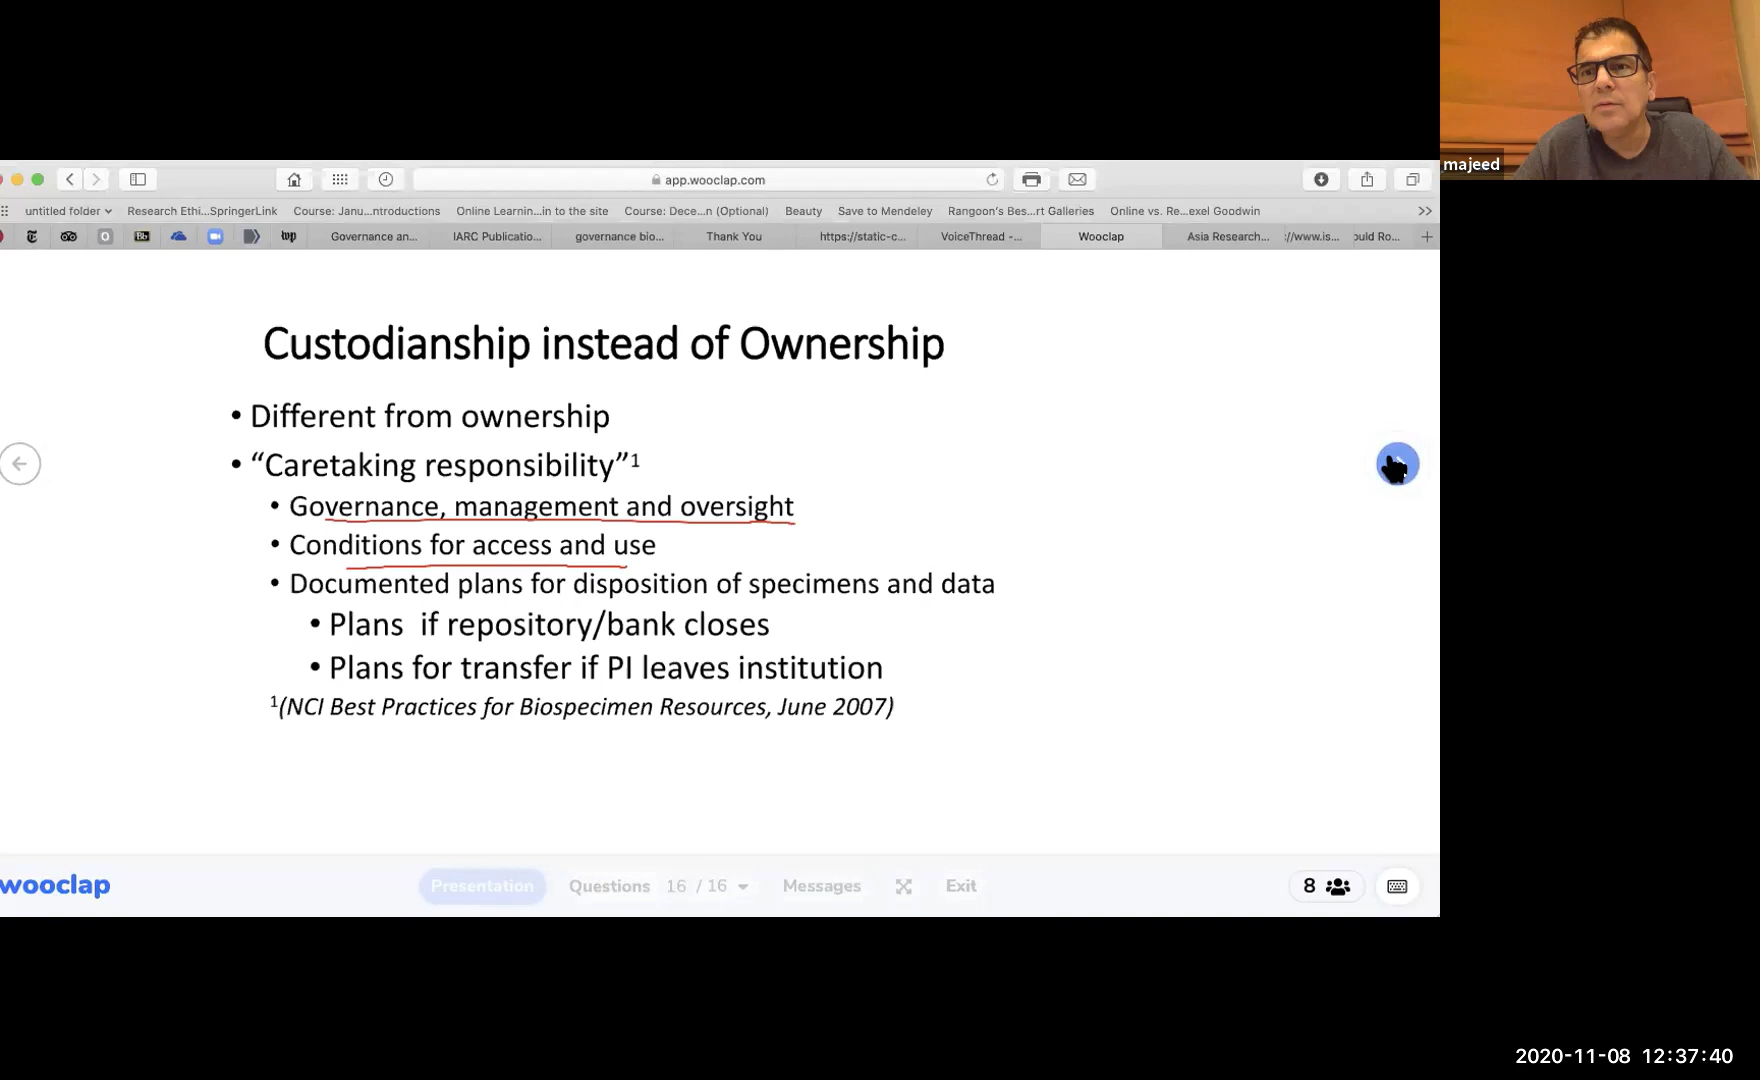 majeed
app.wooclap.com
untitled folder
Research Ethi...SpringerLink
Course: Janu...ntroductions
Online Learnin...in to the site
Course: Dece...n (Optional)
Beauty
Save to Mendeley
Rangoon's Bes...rt Galleries
Online vs. Re...exel Goodwin
Governance an...
IARC Publicatio...
governance bio...
Thank You
https://static-c...
VoiceThread -...
Wooclap
Asia Research...
://www.is...
ould Ro...
Custodianship instead of Ownership
• Different from ownership
• “Caretaking responsibility”1
• Governance, management and oversight
• Conditions for access and use
• Documented plans for disposition of specimens and data
• Plans if repository/bank closes
• Plans for transfer if PI leaves institution
1(NCI Best Practices for Biospecimen Resources, June 2007)
wooclap
Presentation
Questions 16 / 16
Messages
Exit
8
2020-11-08 12:37:40